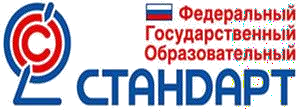 Федеральный
Государственный
Образовательный
СТАНДАРТ